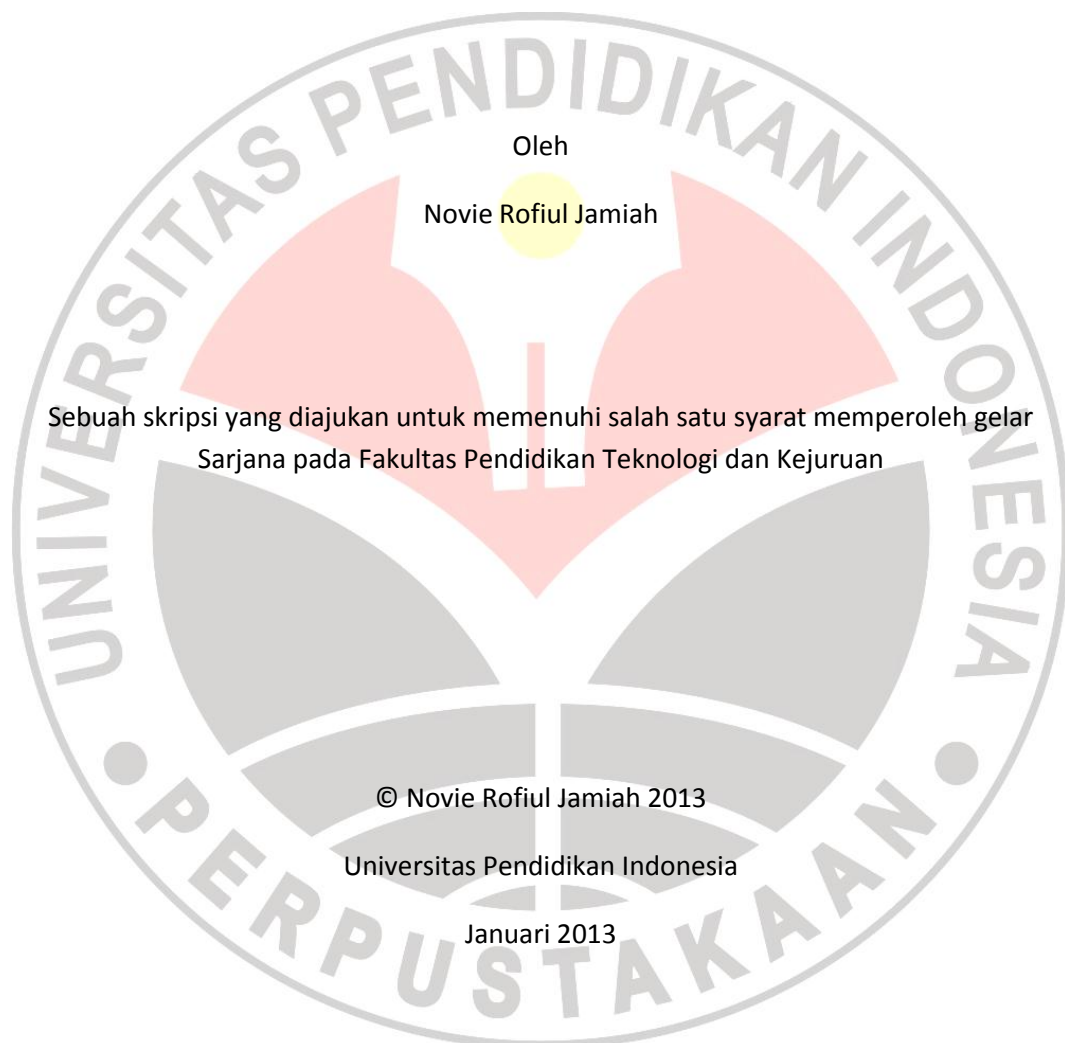 UNIVERSITAS PENDIDIKAN INDONESIA
Oleh
Novie Rofiul Jamiah
Sebuah skripsi yang diajukan untuk memenuhi salah satu syarat memperoleh gelar
Sarjana pada Fakultas Pendidikan Teknologi dan Kejuruan
© Novie Rofiul Jamiah 2013
Universitas Pendidikan Indonesia
Januari 2013
PERPUSTAKAAN